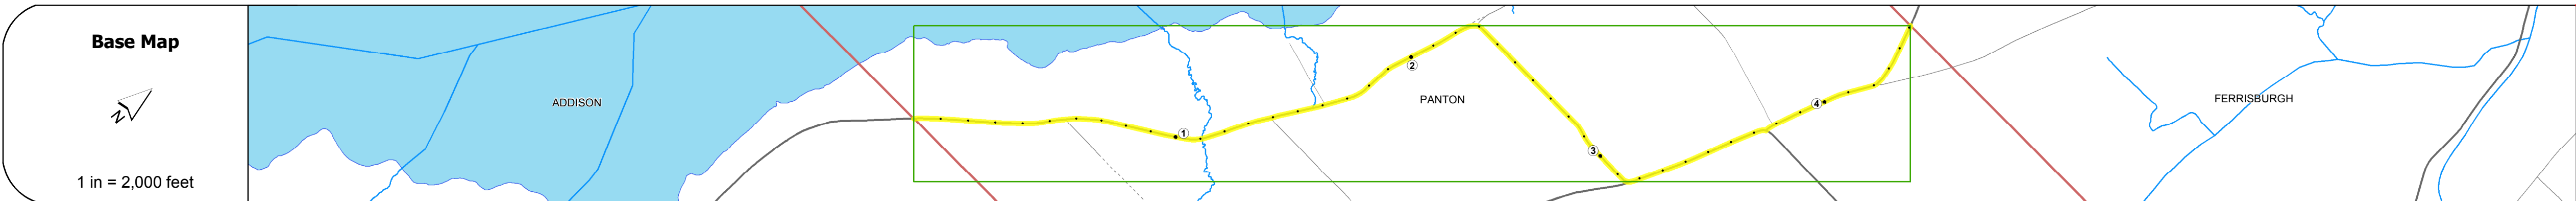 Base Map
N
1 in = 2,000 feet
ADDISON
1
2
PANTON
3
4
FERRISBURGH